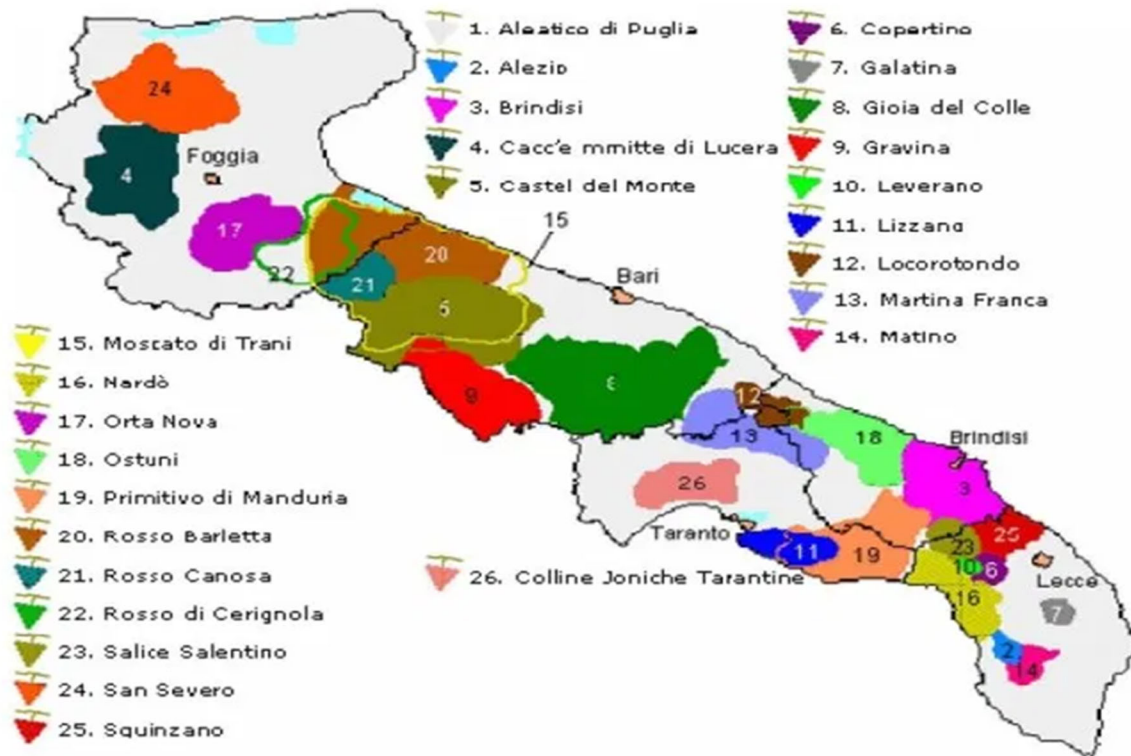 1. Aleatico di Puglia
2. Alezio
3. Brindisi
4. Cacc'e mmitte di Lucera
5. Castel del Monte
6. Copertino
7. Galatina
8. Gioia del Colle
9. Gravina
10. Leverano
11. Lizzano
12. Locorotondo
13. Martina Franca
14. Matino
15. Moscato di Trani
16. Nardò
17. Orta Nova
18. Ostuni
19. Primitivo di Manduria
20. Rosso Barletta
21. Rosso Canosa
22. Rosso di Cerignola
23. Salice Salentino
24. San Severo
25. Squinzano
26. Colline Joniche Tarantine
24
Foggia
4
17
22
15
20
21
5
Bari
8
9
12
13
18
Brindisi
3
26
Taranto
11
19
23
25
10
6
Lecce
16
7
2
14